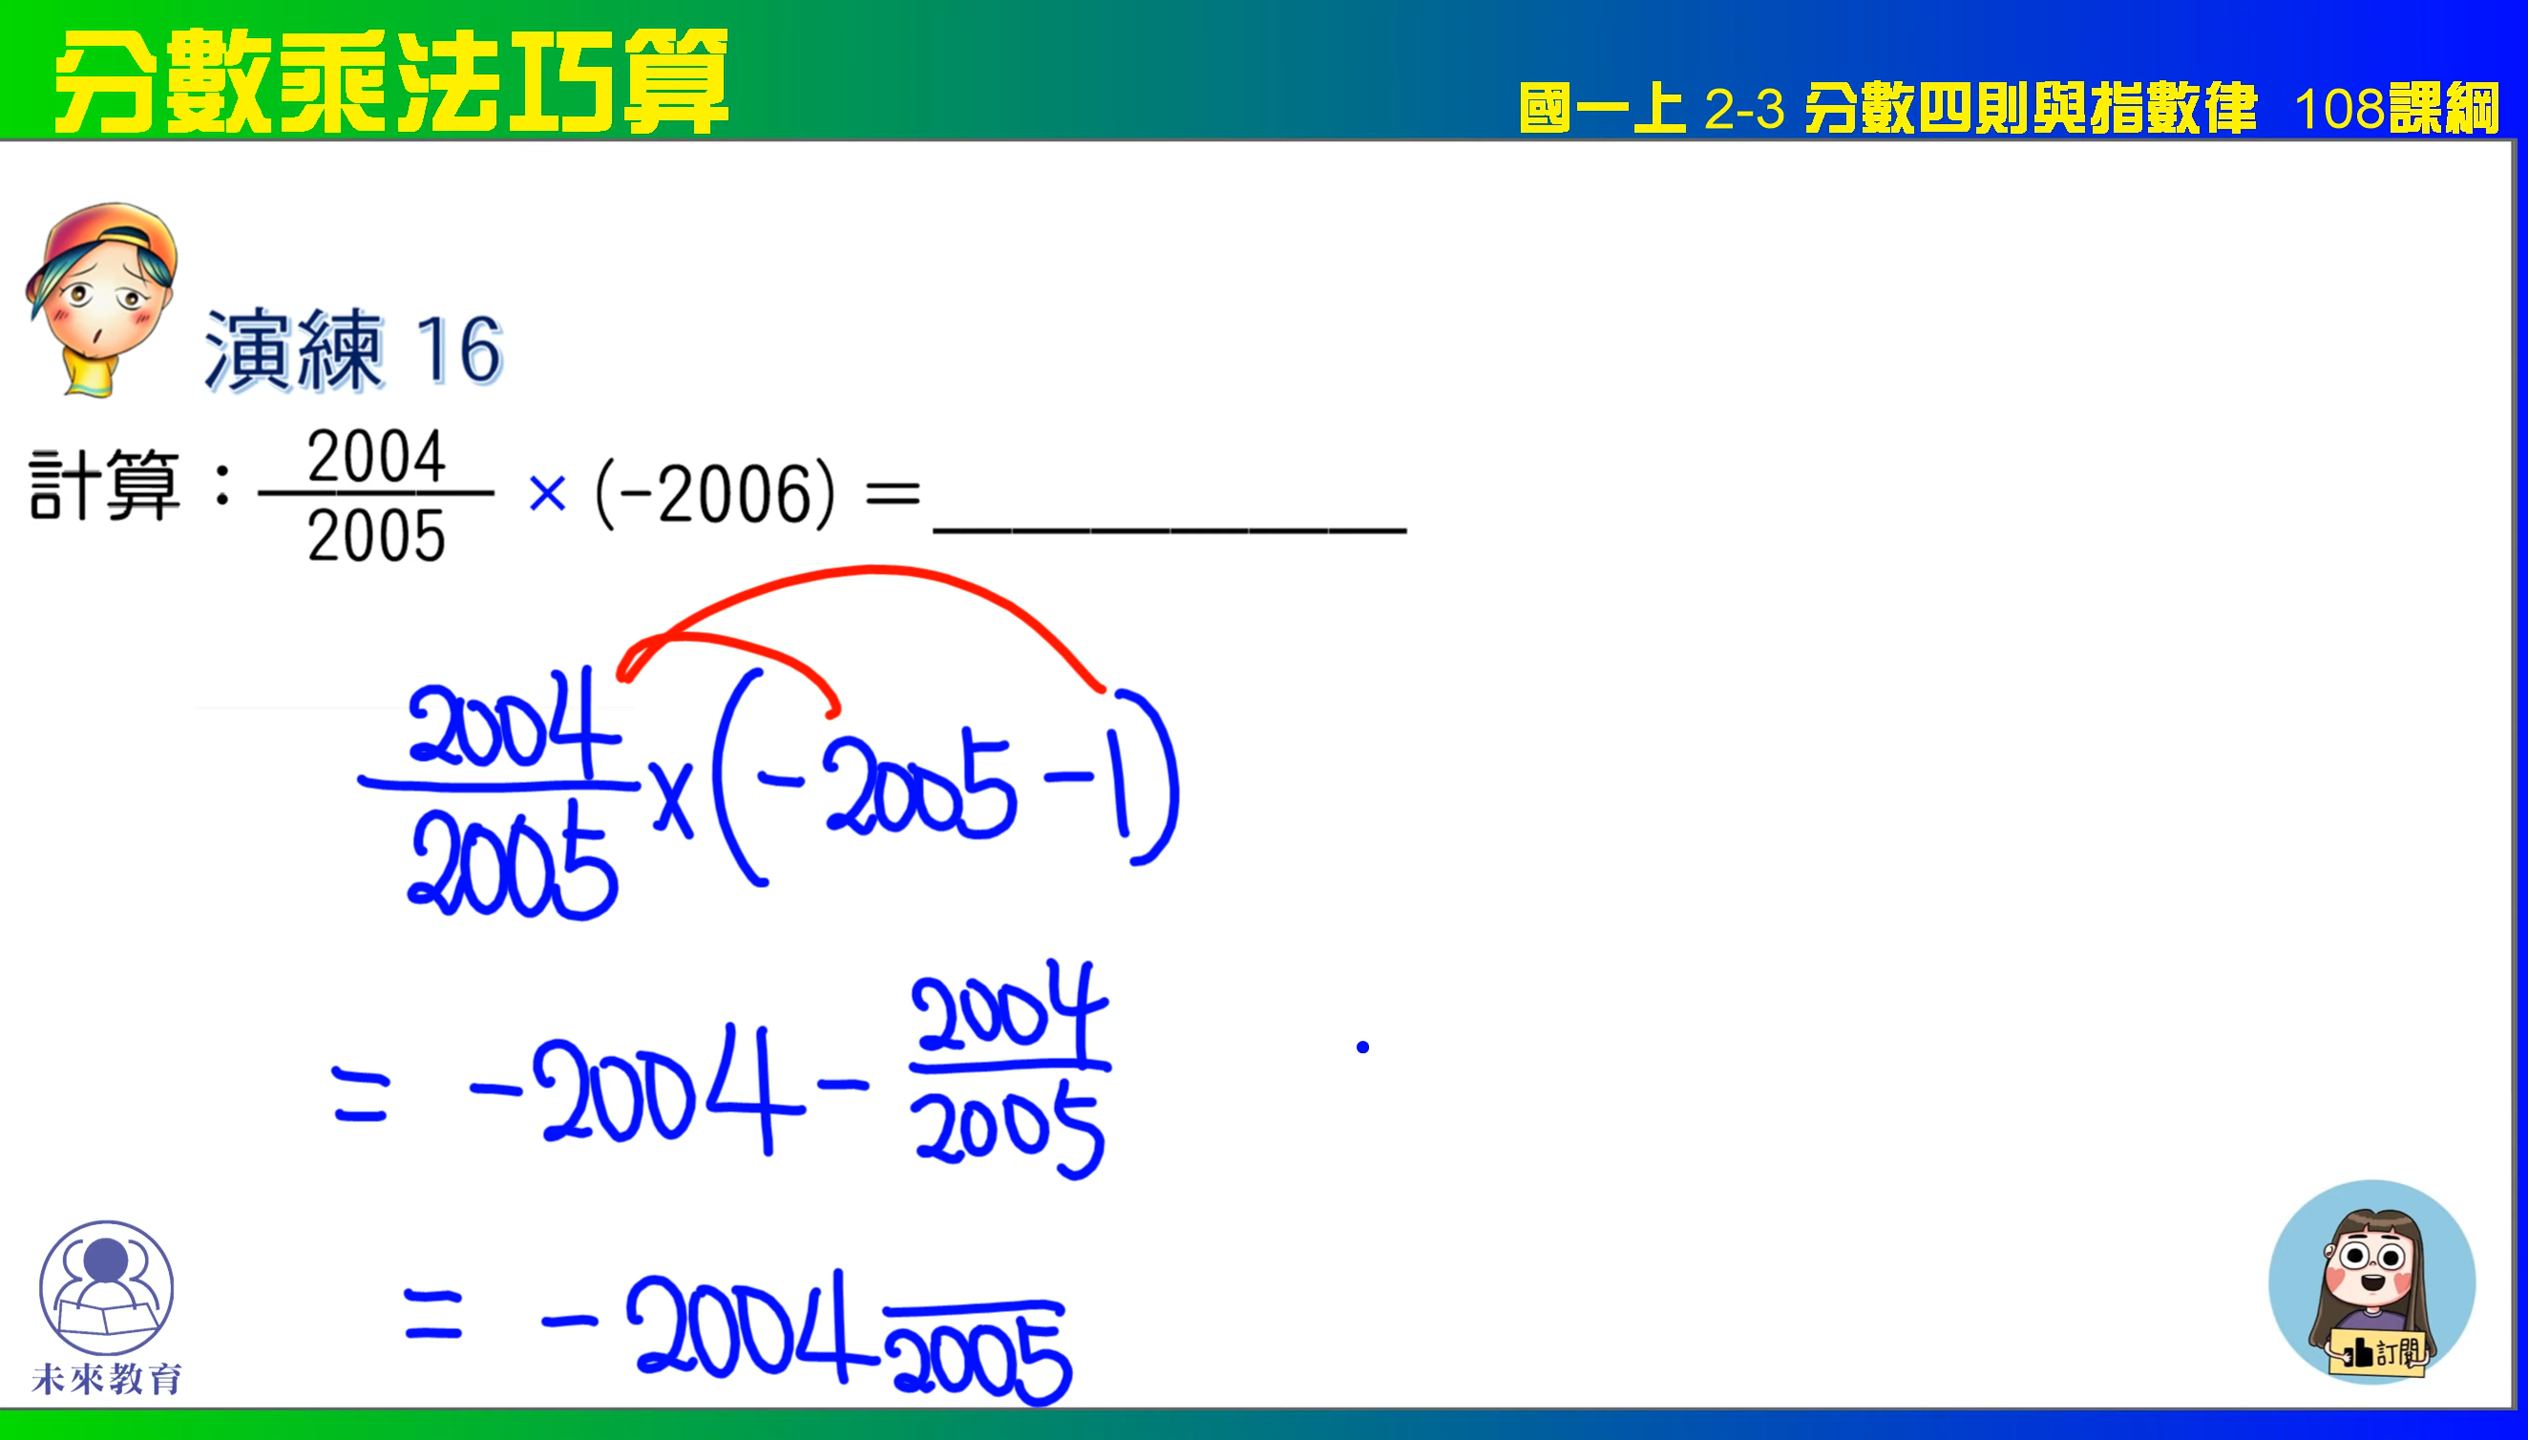 分數乘法巧算
國一上 2-3 分數四則與指數律 108課綱
演練 16
計算：2004/2005 × (-2006) = ____________
2004/2005 × (-2005-1)
= -2004 - 2004/2005
= -2004 /2005
未來教育
訂閱